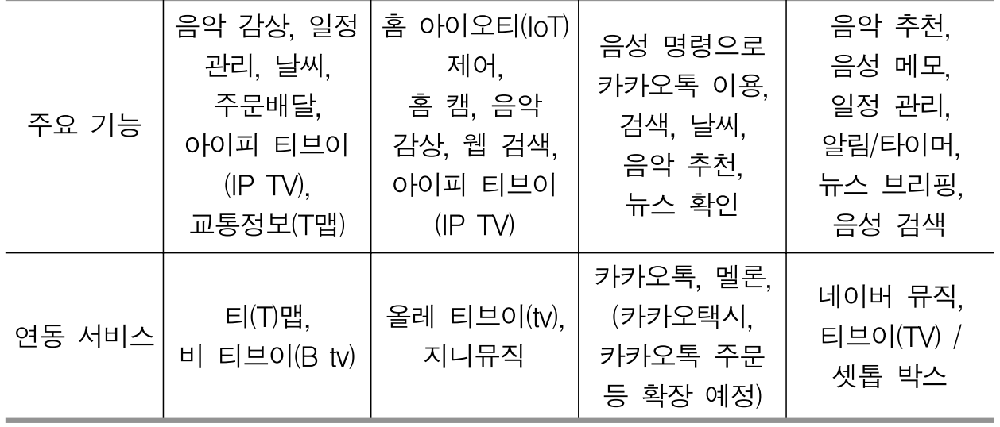 주요 기능
음악 감상, 일정
관리, 날씨,
주문배달,
아이피 티브이
(IP TV),
교통정보(T맵)
홈 아이오티(IoT)
제어,
홈 캠, 음악
감상, 웹 검색,
아이피 티브이
(IP TV)
음성 명령으로
카카오톡 이용,
검색, 날씨,
음악 추천,
뉴스 확인
음악 추천,
음성 메모,
일정 관리,
알림/타이머,
뉴스 브리핑,
음성 검색
연동 서비스
티(T)맵,
비 티브이(B tv)
올레 티브이(tv),
지니뮤직
카카오톡, 멜론,
(카카오택시,
카카오톡 주문
등 확장 예정)
네이버 뮤직,
티브이(TV) /
셋톱 박스